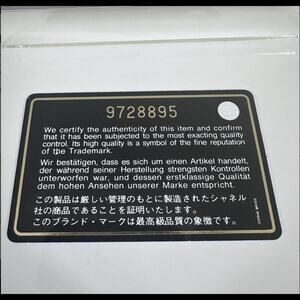 9728895
We certify the authenticity of this item and confirm
that it has been subjected to the most exacting quality
control. Its high quality is a symbol of the fine reputation
of the Trademark.
Wir bestätigen, dass es sich um einen Artikel handelt,
der während seiner Herstellung strengsten Kontrollen
unterworfen war, und dessen erstklassige Qualität
dem hohen Ansehen unserer Marke entspricht.
この製品は厳しい管理のもとに製造されたシャネル
社の商品であることを証明いたします。
このブランド・マークは最高級品質の象徴です。